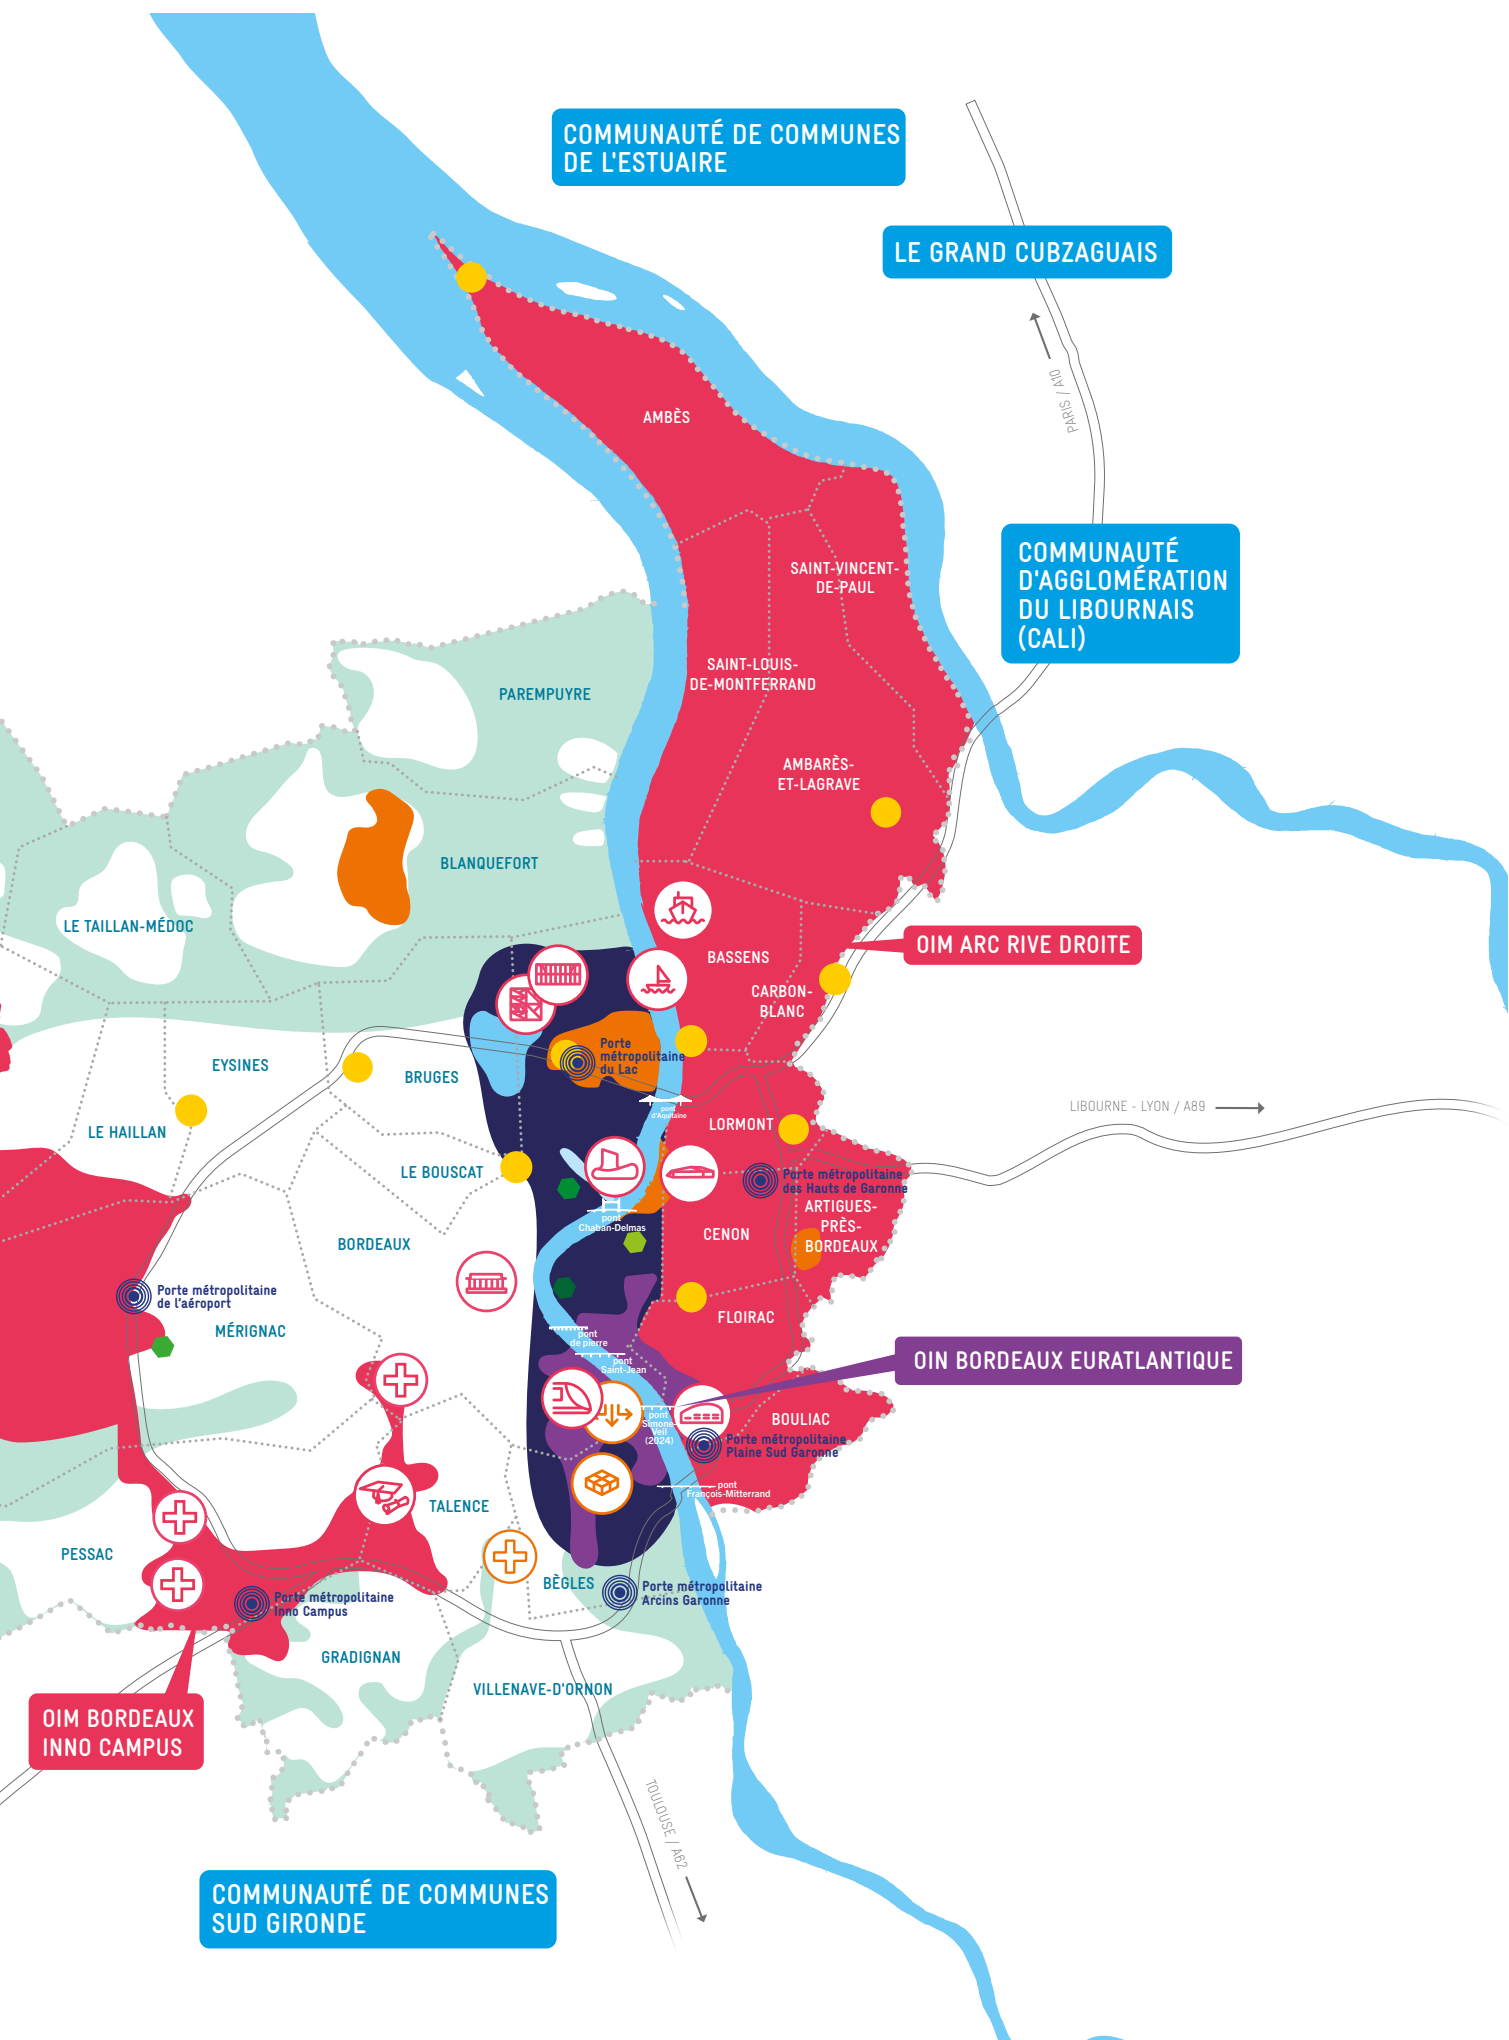 COMMUNAUTÉ DE COMMUNES
DE L'ESTUAIRE
LE GRAND CUBZAGUAIS
PARIS / A10
AMBÈS
COMMUNAUTÉ
D'AGGLOMÉRATION
DU LIBOURNAIS
(CALI)
SAINT-VINCENT-
DE-PAUL
SAINT-LOUIS-
DE-MONTFERRAND
PAREMPUYRE
AMBARÈS-
ET-LAGRAVE
BLANQUEFORT
LE TAILLAN-MÉDOC
OIM ARC RIVE DROITE
BASSENS
CARBON-
BLANC
Porte
métropolitaine
du Lac
EYSINES
BRUGES
LIBOURNE - LYON / A89
pont
d'Aquitaine
LORMONT
LE HAILLAN
LE BOUSCAT
Porte métropolitaine
des Hauts de Garonne
ARTIGUES-
PRÈS-
BORDEAUX
pont
Chaban-Delmas
CENON
BORDEAUX
Porte métropolitaine
de l'aéroport
MÉRIGNAC
FLOIRAC
pont
de pierre
pont
Saint-Jean
OIN BORDEAUX EURATLANTIQUE
pont
Simone-
Veil
(2024)
BOULIAC
Porte métropolitaine
Plaine Sud Garonne
pont
François-Mitterrand
TALENCE
PESSAC
BÈGLES
Porte métropolitaine
Arcins Garonne
Porte métropolitaine
Inno Campus
GRADIGNAN
VILLENAVE-D'ORNON
OIM BORDEAUX
INNO CAMPUS
TOULOUSE / A62
COMMUNAUTÉ DE COMMUNES
SUD GIRONDE